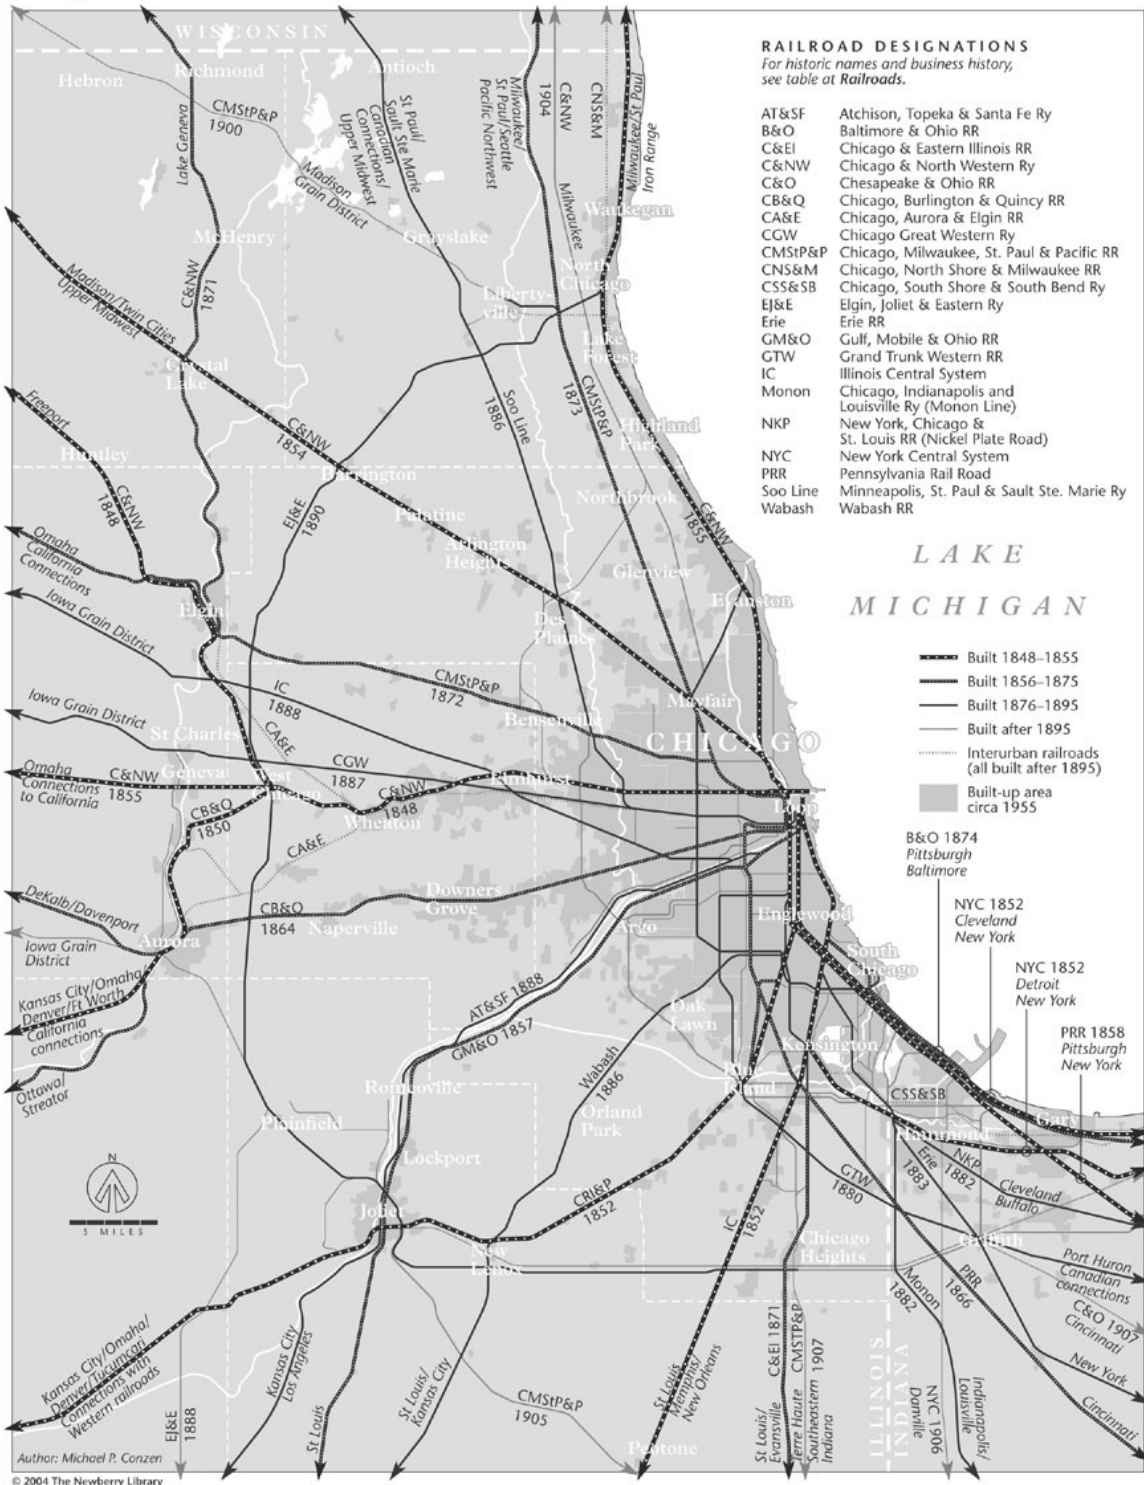 WISCONSIN
Hebron
Richmond
Antioch
Lake Geneva
CMStP&P
1900
Madison
Grain District
St Paul/
Sault Ste Marie/
Canadian
Connections/
Upper Midwest
Milwaukee/
St Paul/Seattle
Pacific Northwest
1904
C&NW
Milwaukee
CNS&M
Milwaukee/St Paul
Iron Range
RAILROAD DESIGNATIONS
For historic names and business history,
see table at Railroads.
AT&SF Atchison, Topeka & Santa Fe Ry
B&O Baltimore & Ohio RR
C&EI Chicago & Eastern Illinois RR
C&NW Chicago & North Western Ry
C&O Chesapeake & Ohio RR
CB&Q Chicago, Burlington & Quincy RR
CA&E Chicago, Aurora & Elgin RR
CGW Chicago Great Western Ry
CMStP&P Chicago, Milwaukee, St. Paul & Pacific RR
CNS&M Chicago, North Shore & Milwaukee RR
CSS&SB Chicago, South Shore & South Bend Ry
EJ&E Elgin, Joliet & Eastern Ry
Erie Erie RR
GM&O Gulf, Mobile & Ohio RR
GTW Grand Trunk Western RR
IC Illinois Central System
Monon Chicago, Indianapolis and
Louisville Ry (Monon Line)
NKP New York, Chicago &
St. Louis RR (Nickel Plate Road)
NYC New York Central System
PRR Pennsylvania Rail Road
Soo Line Minneapolis, St. Paul & Sault Ste. Marie Ry
Wabash Wabash RR
McHenry
Grayslake
Waukegan
North
Chicago
Liberty-
ville
Lake
Forest
C&NW
1871
Madison/Twin Cities
Upper Midwest
Crystal
Lake
Freeport
Huntley
C&NW
1848
C&NW
1854
Barrington
EJ&E
1890
Palatine
Arlington
Heights
Soo Line
1886
CMStP&P
1873
Highland
Park
Northbrook
C&NW
1855
Glenview
Evanston
LAKE
MICHIGAN
Omaha
California
Connections
Iowa Grain District
Elgin
Des
Plaines
CMStP&P
1872
IC
1888
Bensenville
Mayfair
CHICAGO
Built 1848–1855
Built 1856–1875
Built 1876–1895
Built after 1895
Interurban railroads
(all built after 1895)
Built-up area
circa 1955
Iowa Grain District
St Charles
CA&E
CGW
1887
Omaha
Connections
to California
C&NW
1855
Geneva
West
Chicago
C&NW
1848
Elmhurst
Loop
CB&Q
1850
Wheaton
CA&E
B&O 1874
Pittsburgh
Baltimore
NYC 1852
Cleveland
New York
NYC 1852
Detroit
New York
PRR 1858
Pittsburgh
New York
DeKalb/Davenport
Iowa Grain
District
Aurora
CB&Q
1864
Naperville
Downers
Grove
Argo
Englewood
South
Chicago
Kansas City/Omaha/
Denver/Ft Worth
California
connections
Ottawa/
Streator
AT&SF 1888
GM&O 1857
Oak
Lawn
Kensington
Blue
Island
CSS&SB
Gary
Hammond
Romeoville
Wabash
1886
Orland
Park
Plainfield
Lockport
N
5 MILES
Joliet
New
Lenox
CRI&P
1852
IC
1852
GTW
1880
Erie
1883
NKP
1882
Cleveland
Buffalo
Chicago
Heights
Griffith
Port Huron
Canadian
connections
Monon
1882
PRR
1866
C&O 1907
Cincinnati
New York
Cincinnati
Kansas City/Omaha/
Denver/Tucumcari
Connections with
Western railroads
EJ&E
1888
Kansas City
Los Angeles
St Louis
St Louis/
Kansas City
CMStP&P
1905
Peotone
St Louis
Memphis/
New Orleans
C&EI 1871
St Louis/
Evansville
CMSTP&P
1907
Terre Haute
Southeastern
Indiana
ILLINOIS
INDIANA
NYC 1906
Danville
Indianapolis/
Louisville
Author: Michael P. Conzen
© 2004 The Newberry Library